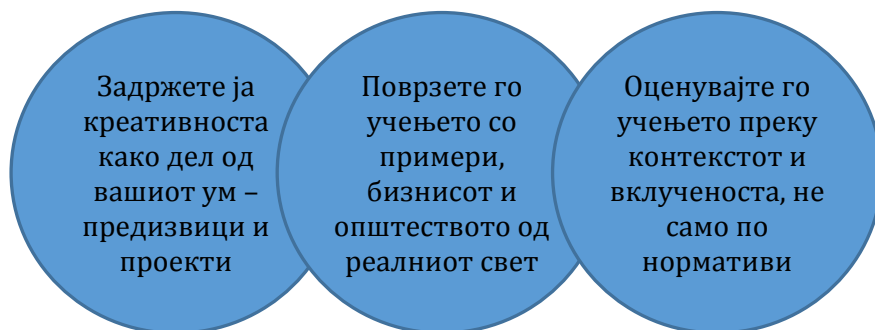 Задржете ја
креативноста
како дел од
вашиот ум –
предизвици и
проекти
Поврзете го
учењето со
примери,
бизнисот и
општеството од
реалниот свет
Оценувајте го
учењето преку
контекстот и
вклученоста, не
само по
нормативи